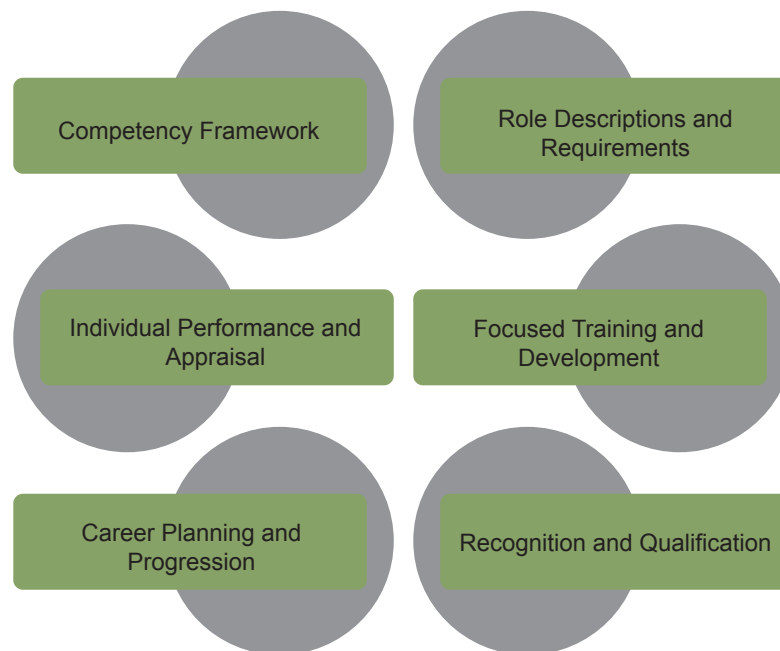 Competency Framework
Role Descriptions and
Requirements
Individual Performance and
Appraisal
Focused Training and
Development
Career Planning and
Progression
Recognition and Qualification